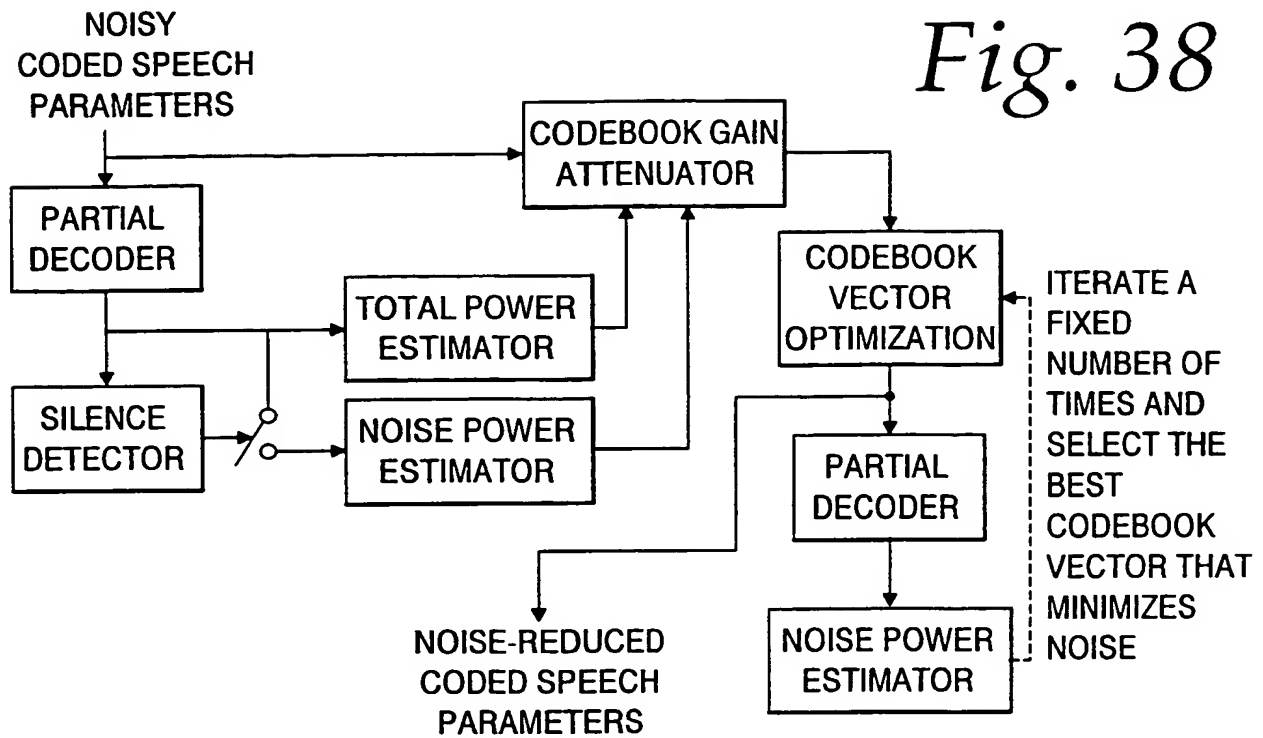 Fig. 38
NOISY
CODED SPEECH
PARAMETERS
CODEBOOK GAIN
ATTENUATOR
PARTIAL
DECODER
CODEBOOK
VECTOR
OPTIMIZATION
ITERATE A
FIXED
NUMBER OF
TIMES AND
SELECT THE
BEST
CODEBOOK
VECTOR THAT
MINIMIZES
NOISE
TOTAL POWER
ESTIMATOR
SILENCE
DETECTOR
NOISE POWER
ESTIMATOR
PARTIAL
DECODER
NOISE POWER
ESTIMATOR
NOISE-REDUCED
CODED SPEECH
PARAMETERS